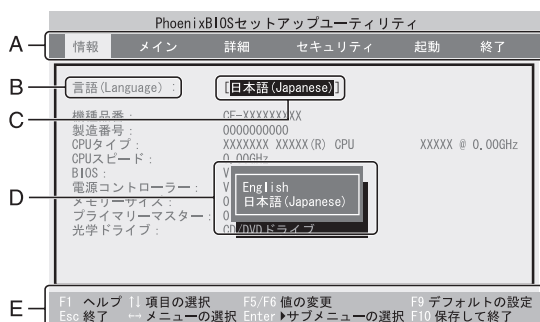 PhoenixBIOSセットアップユーティリティ
A 情報 メイン 詳細 セキュリティ 起動 終了
B 言語(Language) : [日本語(Japanese)]
C
機種品番 : CF-XXXXXXXXX
製造番号 : 0000000000
CPUタイプ : XXXXXXX XXXXX(R) CPU XXXXX @ 0.00GHz
CPUスピード : 0.00GHz
BIOS : V
電源コントローラー : V
D English
メモリーサイズ : 0
日本語(Japanese)
プライマリーマスター : 0
光学ドライブ : CD/DVDドライブ
E F1 ヘルプ ↑↓ 項目の選択 F5/F6 値の変更 F9 デフォルトの設定
Esc 終了 ←→ メニューの選択 Enter ▶サブメニューの選択 F10 保存して終了